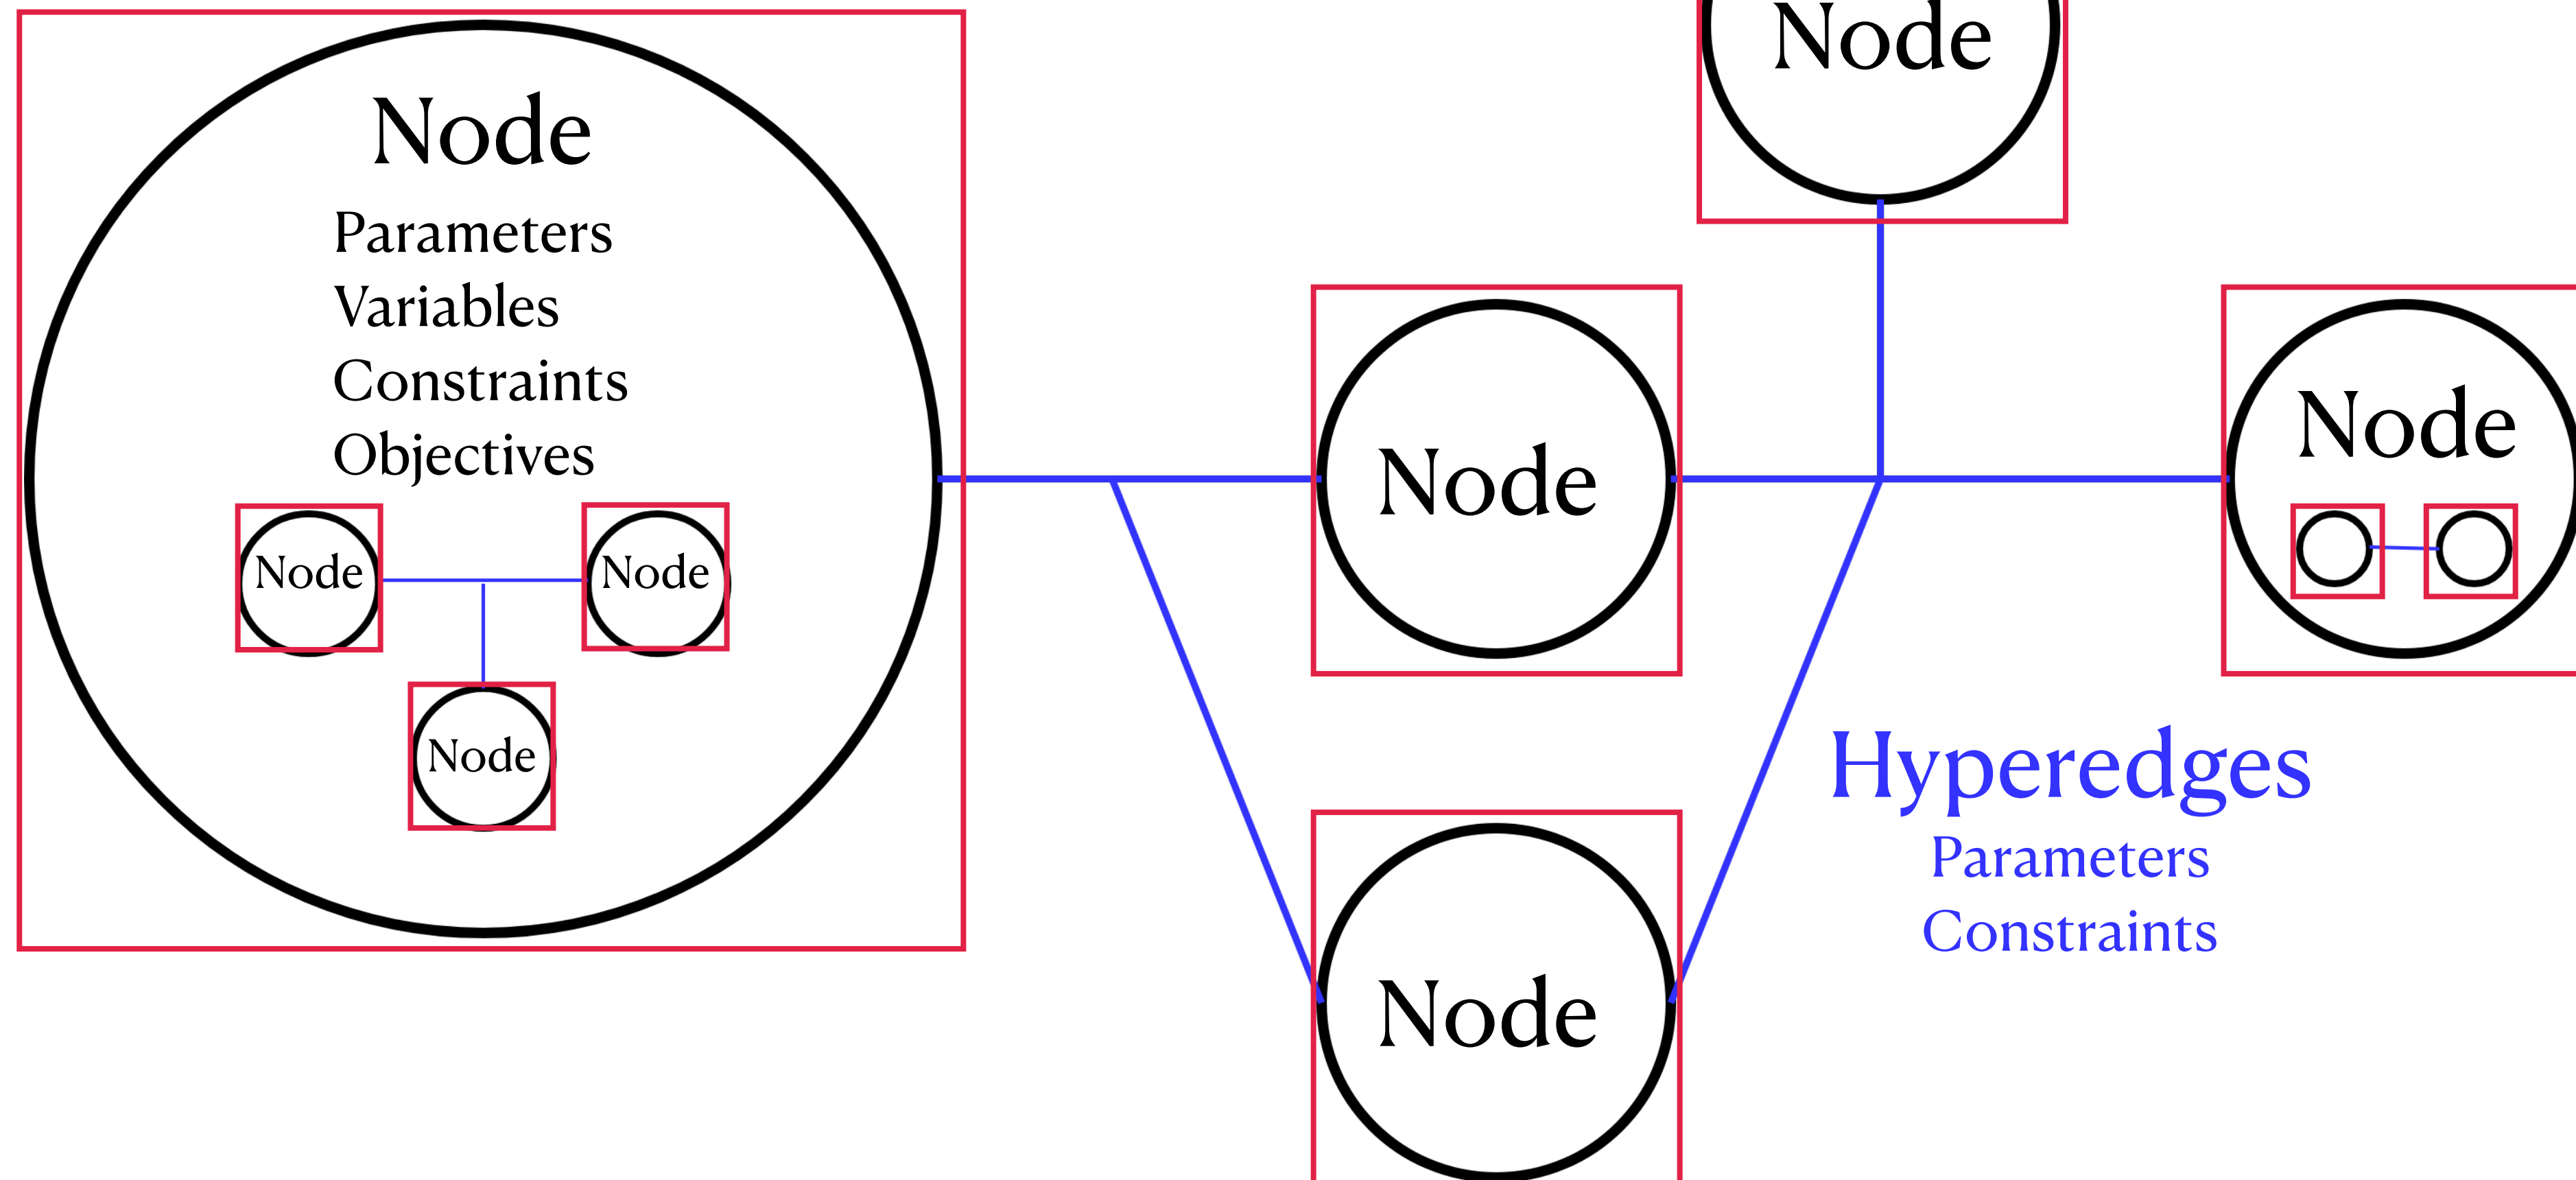 Node
Parameters
Variables
Constraints
Objectives
Node
Node
Node
Node
Node
Node
Node
Hyperedges
Parameters
Constraints